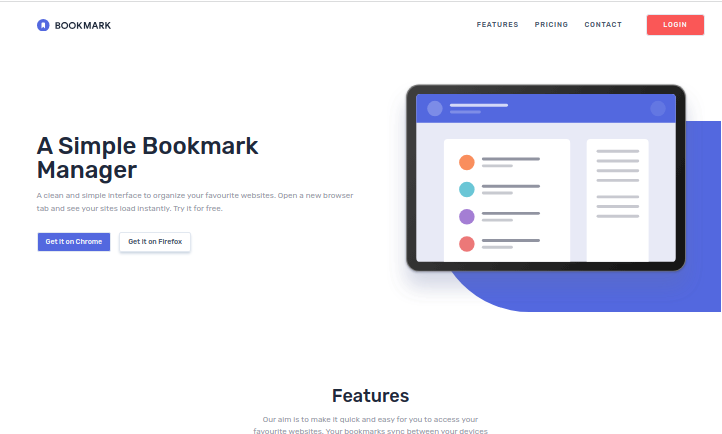 BOOKMARK
FEATURES PRICING CONTACT LOGIN
A Simple Bookmark
Manager
A clean and simple interface to organize your favourite websites. Open a new browser
tab and see your sites load instantly. Try it for free.
Get It on Chrome Get It on Firefox
Features
Our aim is to make it quick and easy for you to access your
favourite websites. Your bookmarks sync between your devices